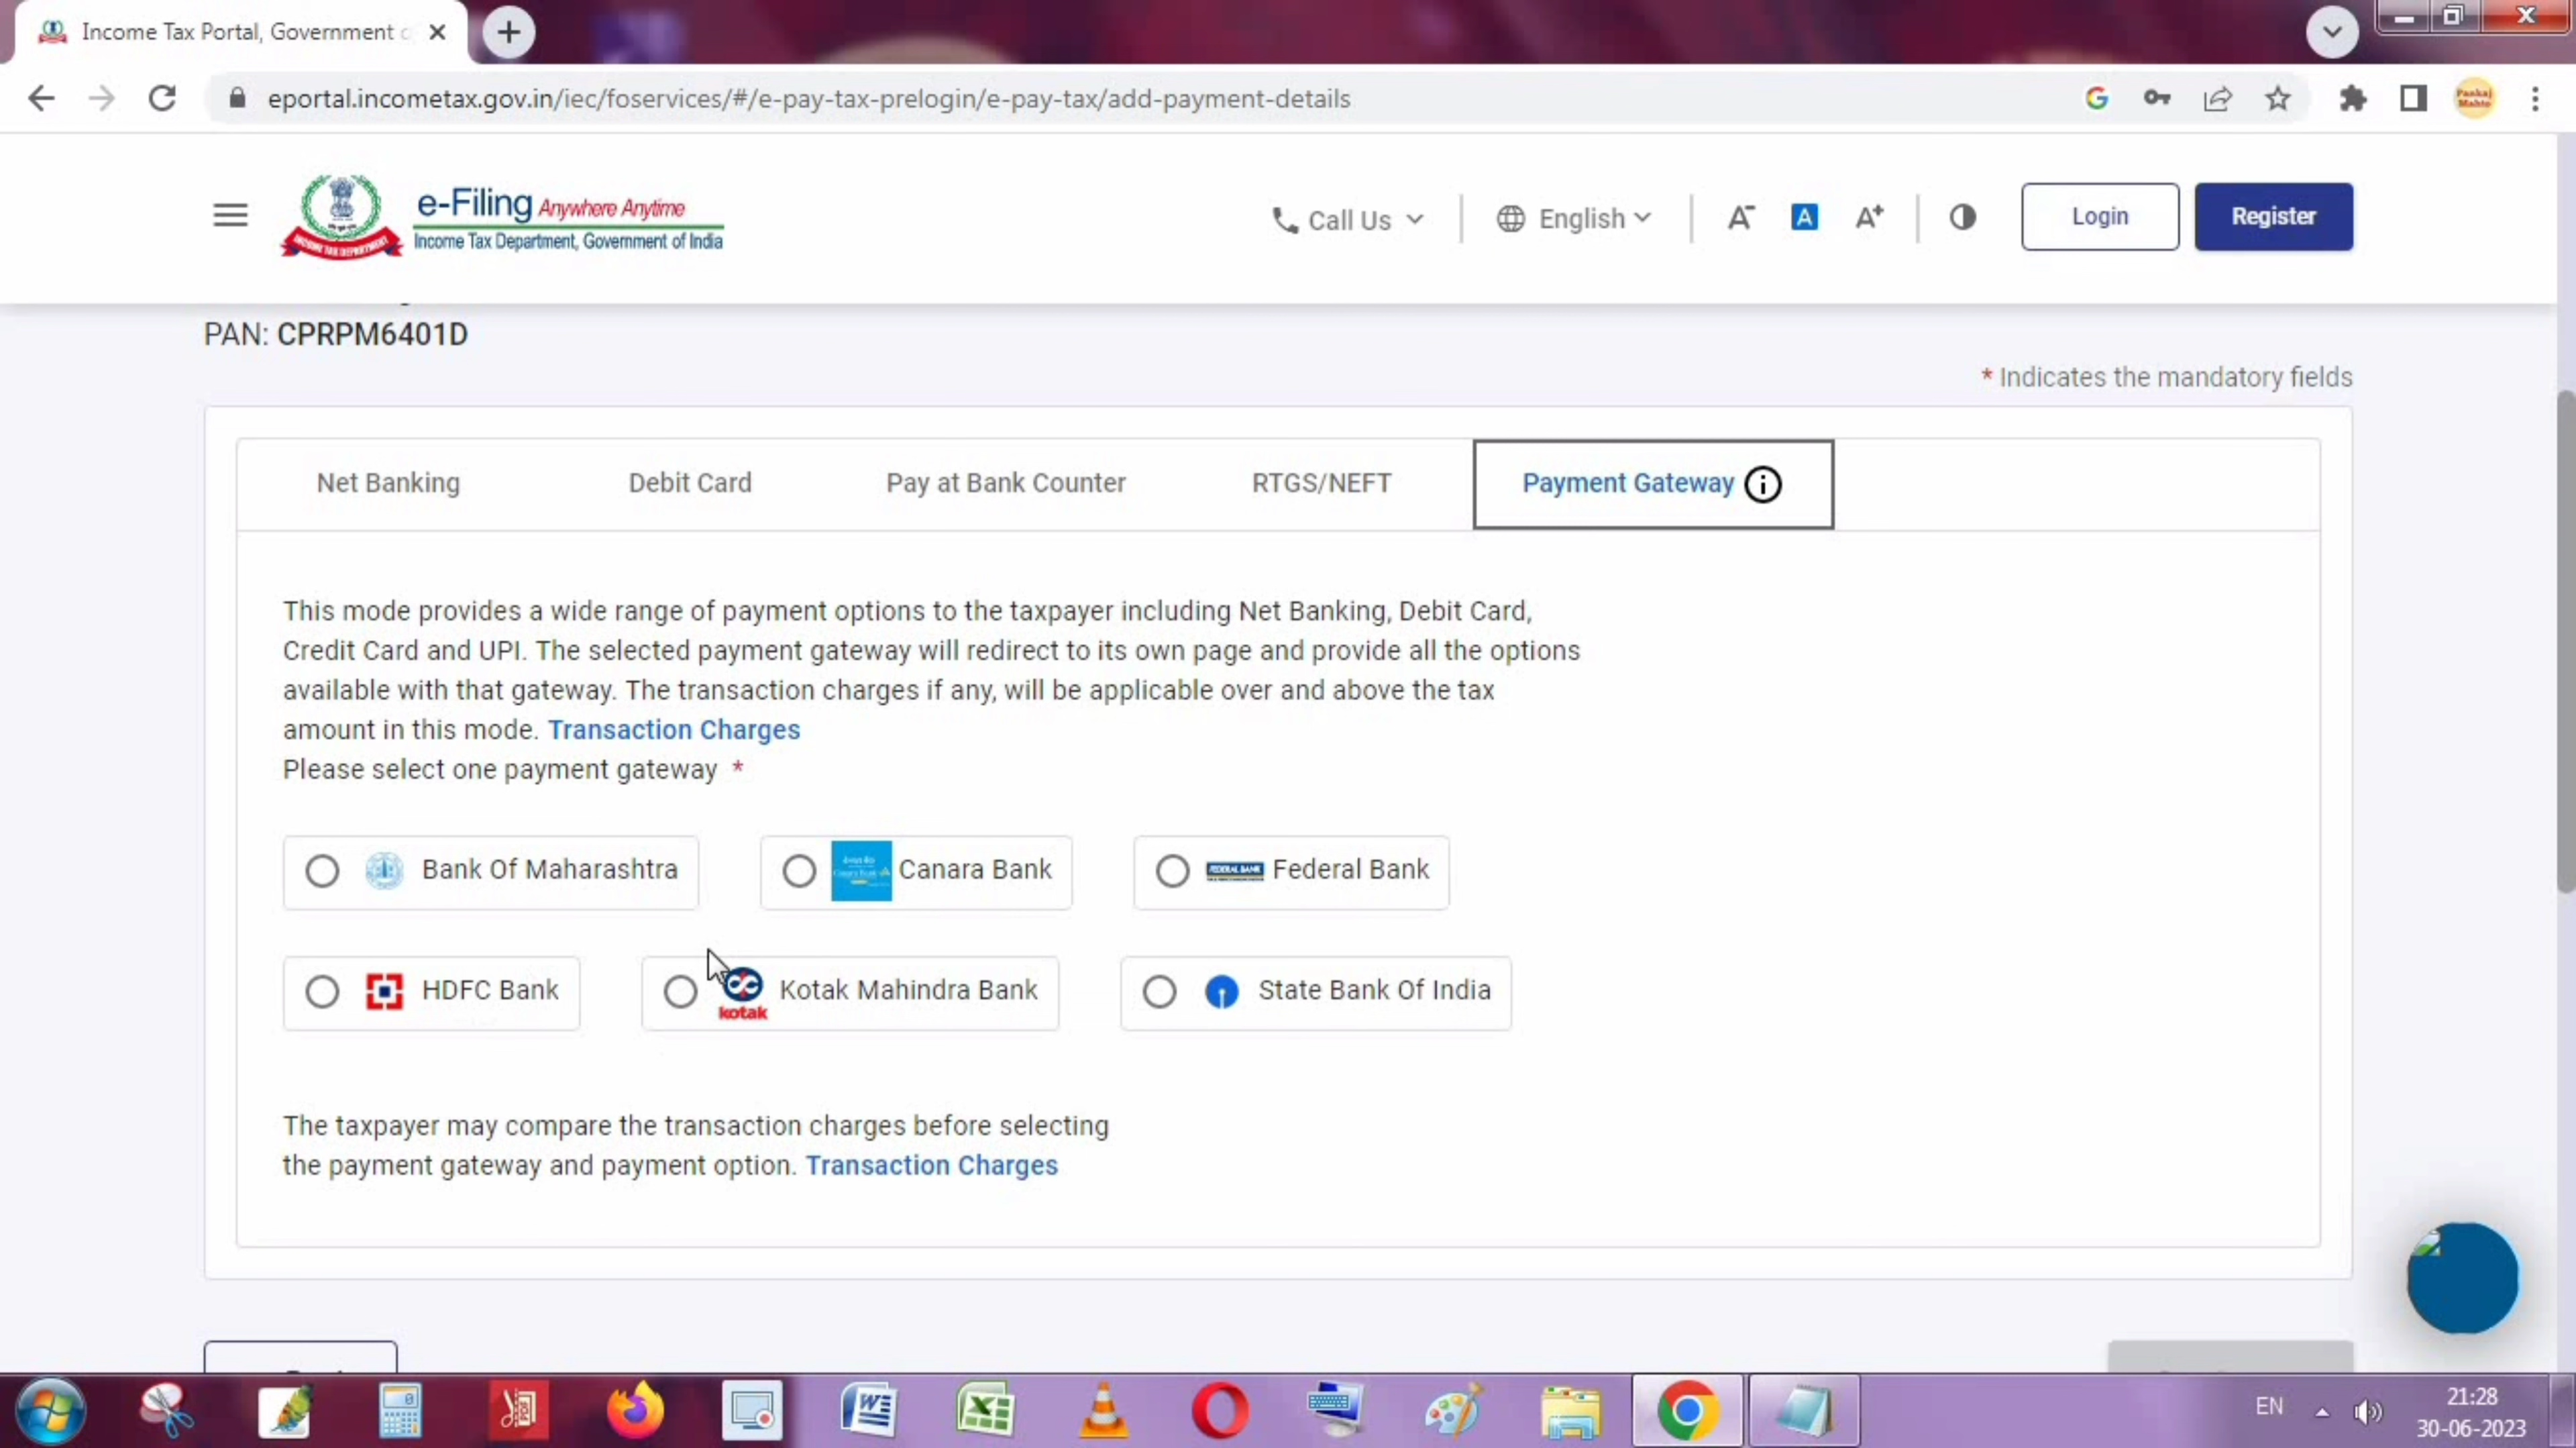 Income Tax Portal, Government
eportal.incometax.gov.in/iec/foservices/#/e-pay-tax-prelogin/e-pay-tax/add-payment-details
Pankaj
Mahto
e-Filing Anywhere Anytime
Income Tax Department, Government of India
INCOME TAX DEPARTMENT
Call Us
English
A-
A
A+
Login
Register
PAN: CPRPM6401D
* Indicates the mandatory fields
Net Banking
Debit Card
Pay at Bank Counter
RTGS/NEFT
Payment Gateway
This mode provides a wide range of payment options to the taxpayer including Net Banking, Debit Card,
Credit Card and UPI. The selected payment gateway will redirect to its own page and provide all the options
available with that gateway. The transaction charges if any, will be applicable over and above the tax
amount in this mode. Transaction Charges
Please select one payment gateway *
Bank Of Maharashtra
Canara Bank
FEDERAL BANK
Federal Bank
HDFC Bank
kotak
Kotak Mahindra Bank
State Bank Of India
The taxpayer may compare the transaction charges before selecting
the payment gateway and payment option. Transaction Charges
EN
21:28
30-06-2023